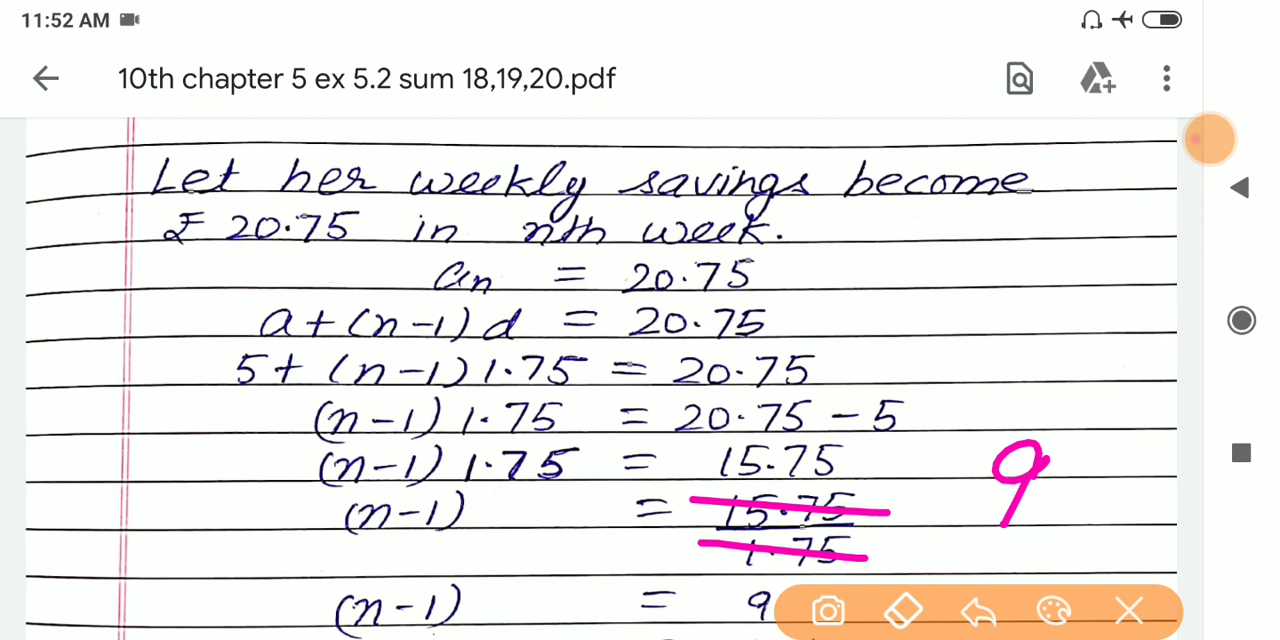 11:52 AM
10th chapter 5 ex 5.2 sum 18,19,20.pdf
Let her weekly savings become
₹ 20.75 in nth week.
an = 20.75
a+(n-1)d = 20.75
5+ (n-1)1.75 = 20.75
(n-1) 1.75 = 20.75 - 5
(n-1) 1.75 = 15.75
9
(n-1) = 15.75
1.75
(n-1) = 9